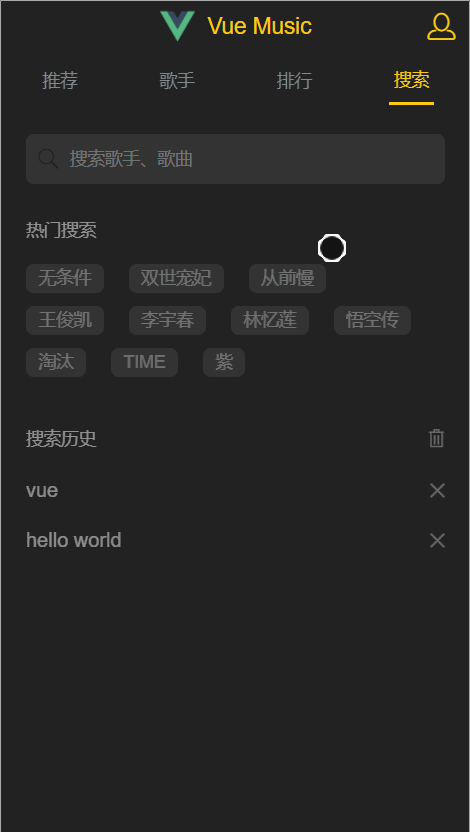 Vue Music
推荐 歌手 排行 搜索
搜索歌手、歌曲
热门搜索
无条件 双世宠妃 从前慢
王俊凯 李宇春 林忆莲 悟空传
淘汰 TIME 紫
搜索历史
vue
hello world